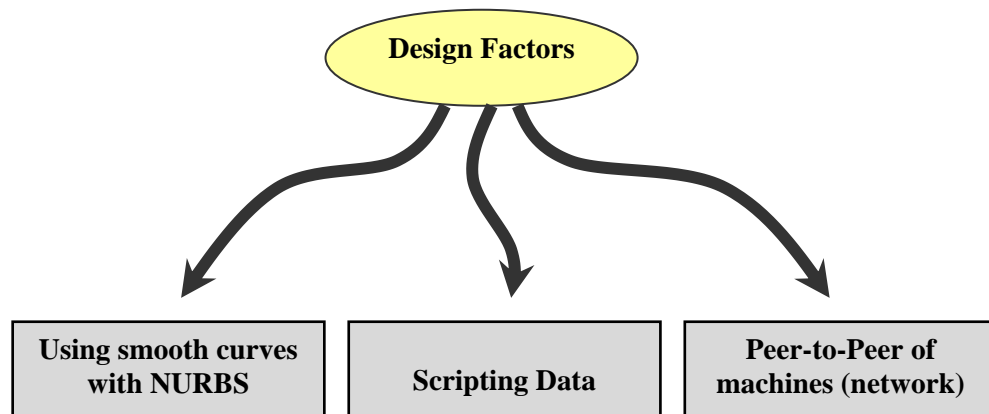 Design Factors
Using smooth curves
with NURBS
Scripting Data
Peer-to-Peer of
machines (network)